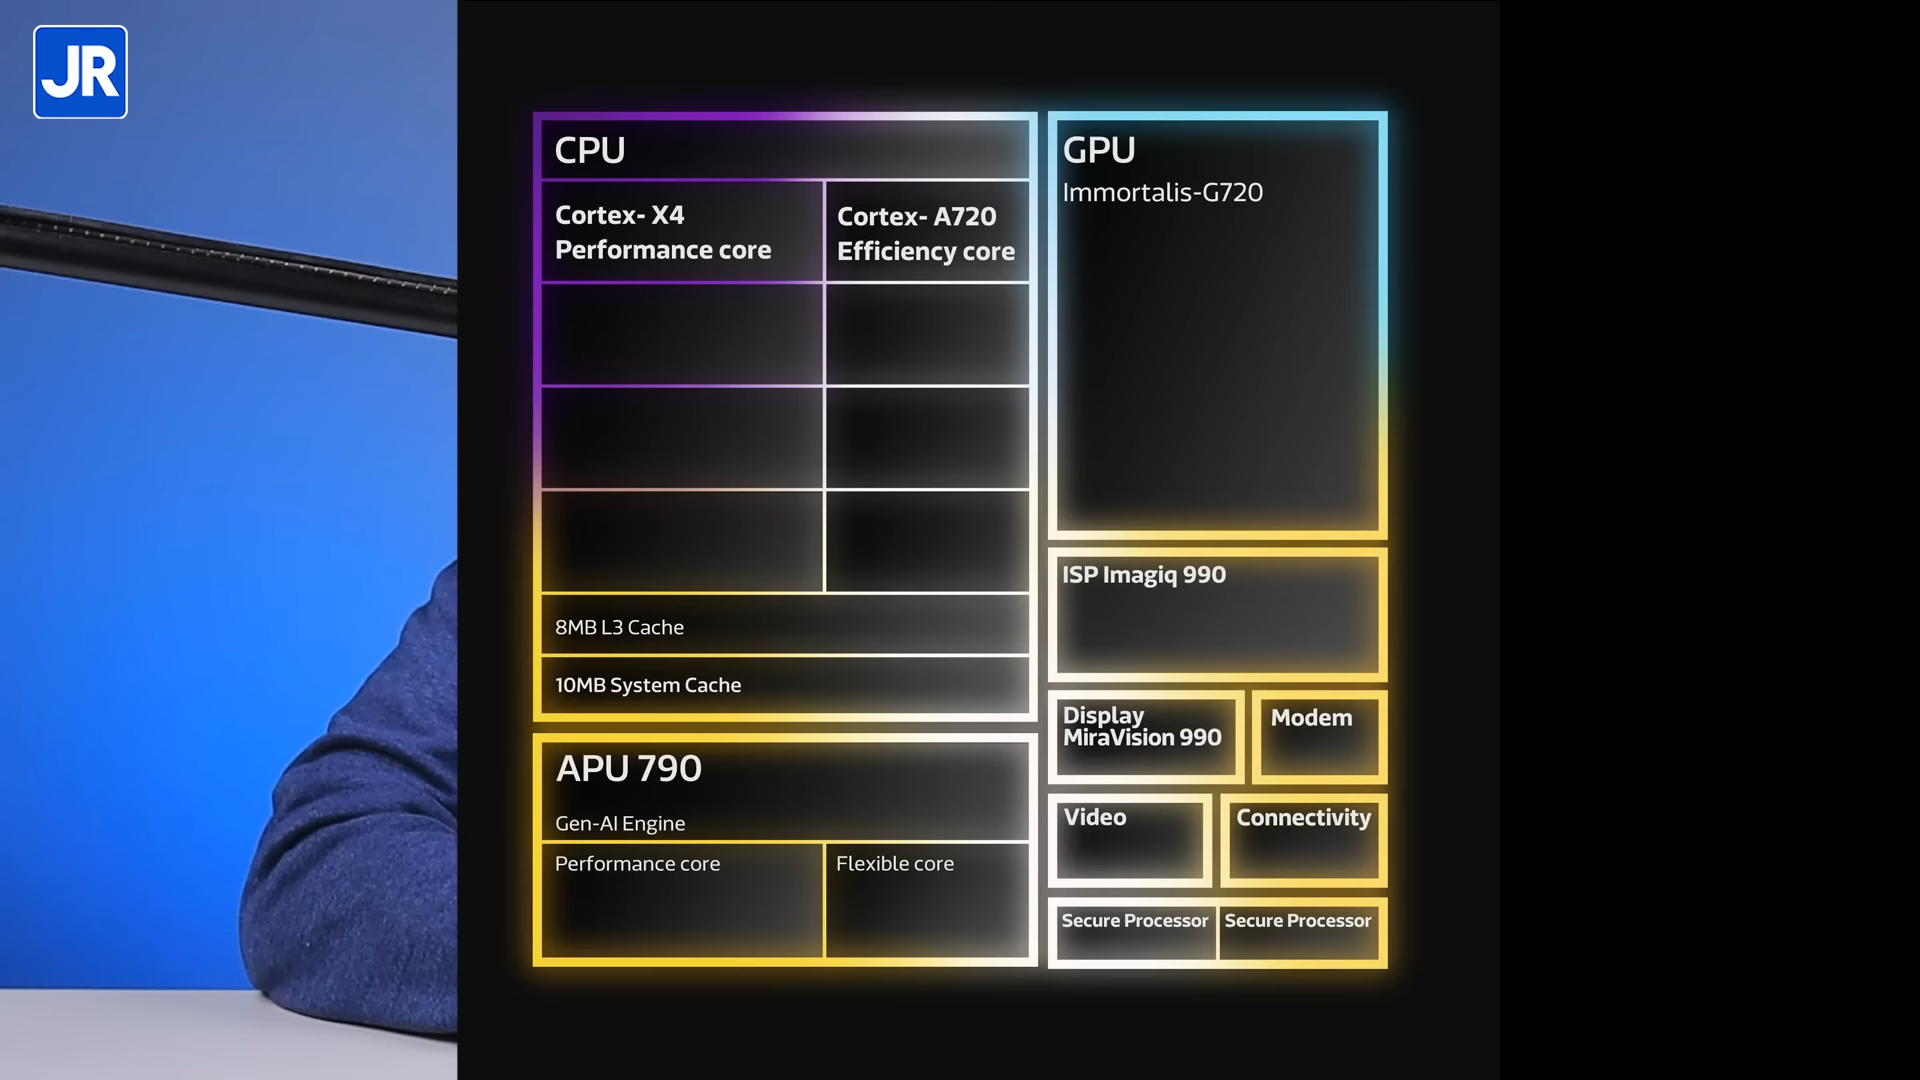 JR
CPU
Cortex- X4
Performance core
Cortex- A720
Efficiency core
8MB L3 Cache
10MB System Cache
APU 790
Gen-AI Engine
Performance core
Flexible core
GPU
Immortalis-G720
ISP Imagiq 990
Display
MiraVision 990
Modem
Video
Connectivity
Secure Processor
Secure Processor